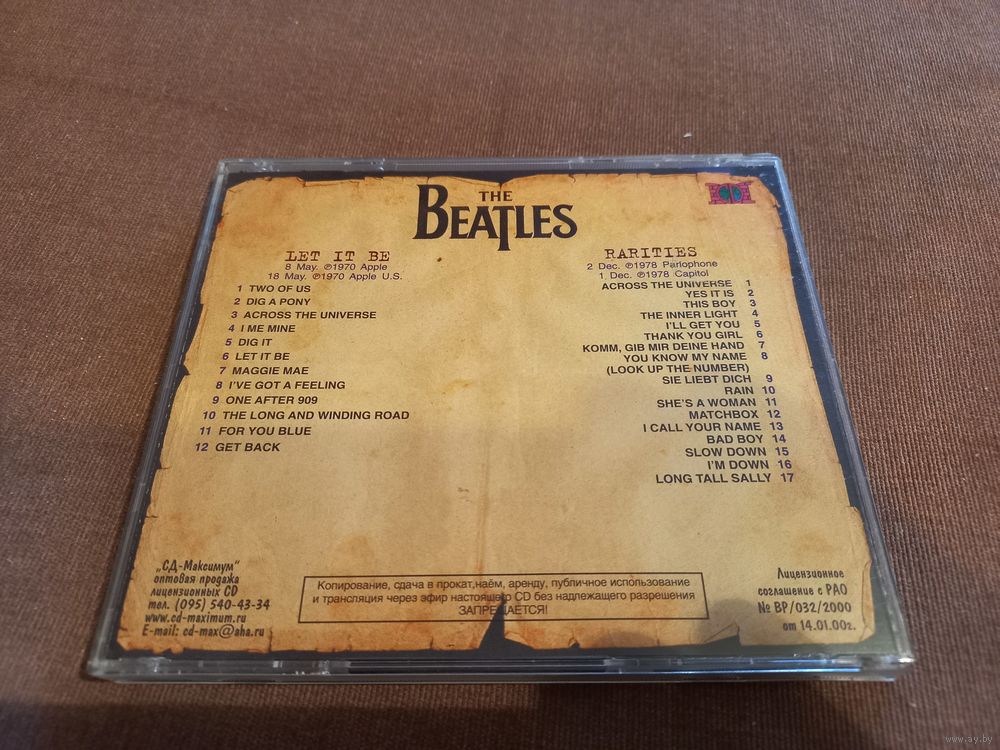 THE
BEATLES
CD
LET IT BE
8 May. ℗1970 Apple
18 May. ℗1970 Apple U.S.
1 TWO OF US
2 DIG A PONY
3 ACROSS THE UNIVERSE
4 I ME MINE
5 DIG IT
6 LET IT BE
7 MAGGIE MAE
8 I'VE GOT A FEELING
9 ONE AFTER 909
10 THE LONG AND WINDING ROAD
11 FOR YOU BLUE
12 GET BACK
RARITIES
2 Dec. ℗1978 Parlophone
1 Dec. ℗1978 Capitol
ACROSS THE UNIVERSE 1
YES IT IS 2
THIS BOY 3
THE INNER LIGHT 4
I'LL GET YOU 5
THANK YOU GIRL 6
KOMM, GIB MIR DEINE HAND 7
YOU KNOW MY NAME 8
(LOOK UP THE NUMBER)
SIE LIEBT DICH 9
RAIN 10
SHE'S A WOMAN 11
MATCHBOX 12
I CALL YOUR NAME 13
BAD BOY 14
SLOW DOWN 15
I'M DOWN 16
LONG TALL SALLY 17
„СД-Максимум"
оптовая продажа
лицензионных CD
тел. (095) 540-43-34
www.cd-maximum.ru
E-mail: cd-max@aha.ru
Копирование, сдача в прокат,наём, аренду, публичное использование
и трансляция через эфир настоящего CD без надлежащего разрешения
ЗАПРЕЩАЕТСЯ!
Лицензионное
соглашение с РАО
№ ВР/032/2000
от 14.01.00г.
www.ay.by